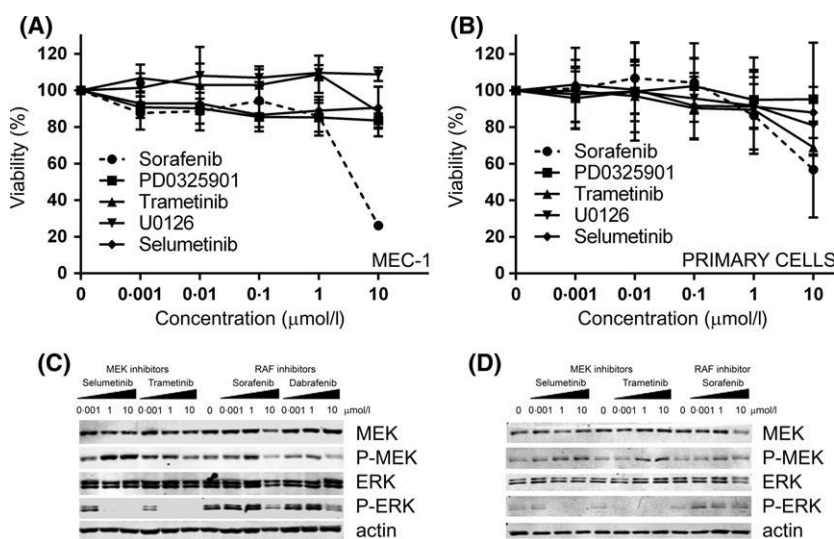 (A)
120
100
80
60
40
20
0
Viability (%)
Sorafenib
PD0325901
Trametinib
U0126
Selumetinib
MEC-1
0 0·001 0·01 0·1 1 10
Concentration (μmol/l)
(B)
120
100
80
60
40
20
0
Viability (%)
Sorafenib
PD0325901
Trametinib
U0126
Selumetinib
PRIMARY CELLS
0 0·001 0·01 0·1 1 10
Concentration (μmol/l)
(C)
MEK inhibitors RAF inhibitors
Selumetinib Trametinib Sorafenib Dabrafenib
0·001 1 10 0·001 1 10 0 0·001 1 10 0·001 1 10 μmol/l
MEK
P-MEK
ERK
P-ERK
actin
(D)
MEK inhibitors RAF inhibitor
Selumetinib Trametinib Sorafenib
0 0·001 1 10 0 0·001 1 10 0 0·001 1 10 μmol/l
MEK
P-MEK
ERK
P-ERK
actin